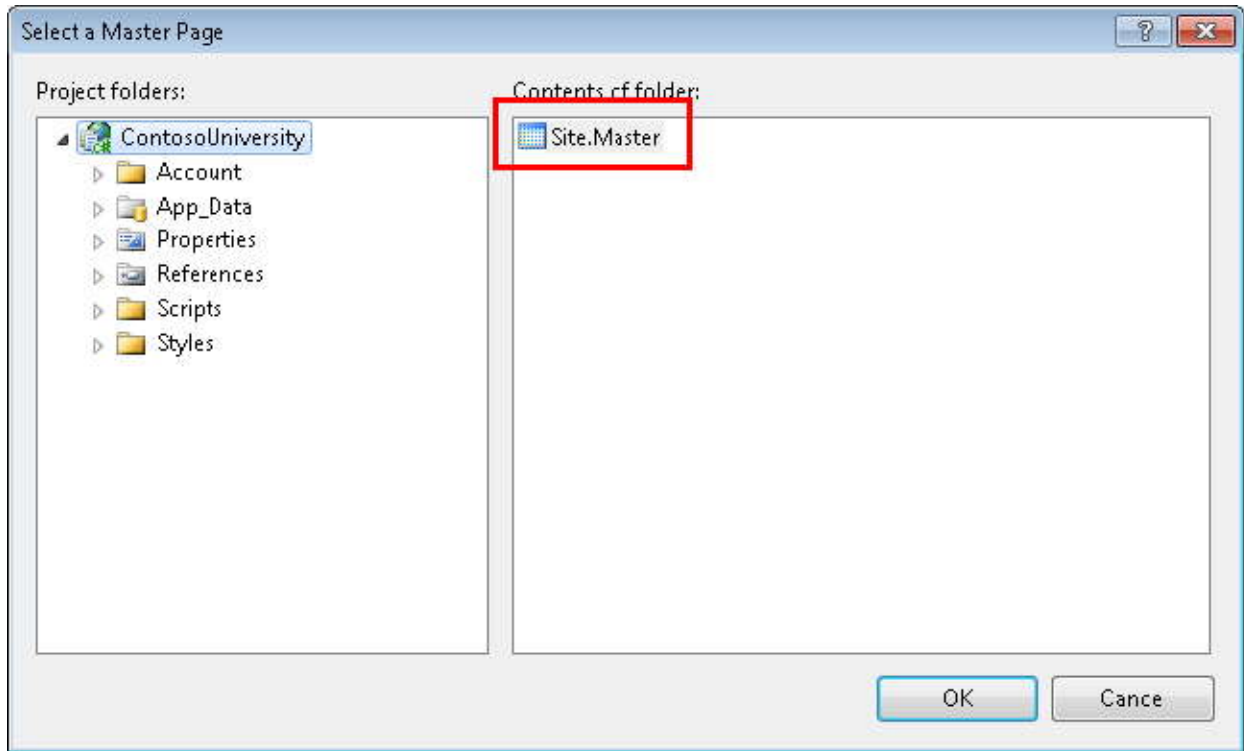 Select a Master Page
Project folders:
Contents cf folder:
ContosoUniversity
Account
App_Data
Properties
References
Scripts
Styles
Site.Master
OK
Cance